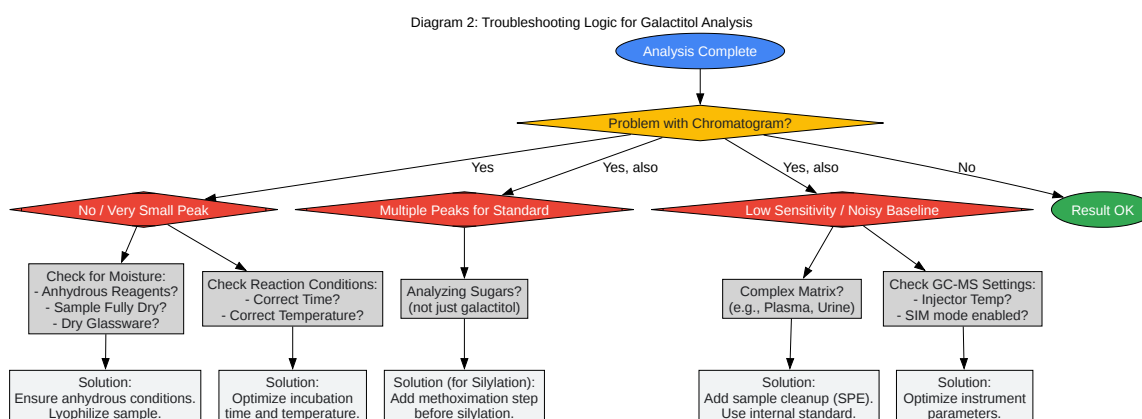 Diagram 2: Troubleshooting Logic for Galactitol Analysis
Analysis Complete
Problem with Chromatogram?
Yes
Yes, also
Yes, also
No
No / Very Small Peak
Multiple Peaks for Standard
Low Sensitivity / Noisy Baseline
Result OK
Check for Moisture:
- Anhydrous Reagents?
- Sample Fully Dry?
- Dry Glassware?
Check Reaction Conditions:
- Correct Time?
- Correct Temperature?
Analyzing Sugars?
(not just galactitol)
Complex Matrix?
(e.g., Plasma, Urine)
Check GC-MS Settings:
- Injector Temp?
- SIM mode enabled?
Solution:
Ensure anhydrous conditions.
Lyophilize sample.
Solution:
Optimize incubation
time and temperature.
Solution (for Silylation):
Add methoximation step
before silylation.
Solution:
Add sample cleanup (SPE).
Use internal standard.
Solution:
Optimize instrument
parameters.